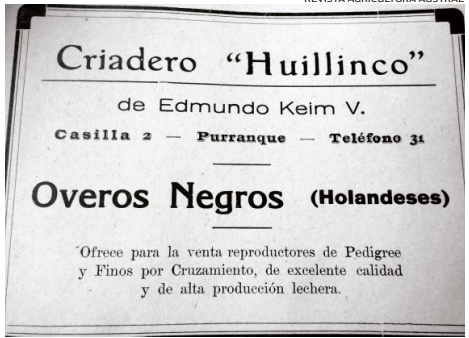 REVISTA AGRICULTURA AUSTRAL
Criadero "Huillinco"
de Edmundo Keim V.
Casilla 2 — Purranque — Teléfono 31
Overos Negros (Holandeses)
Ofrece para la venta reproductores de Pedigree
y Finos por Cruzamiento, de excelente calidad
y de alta producción lechera.